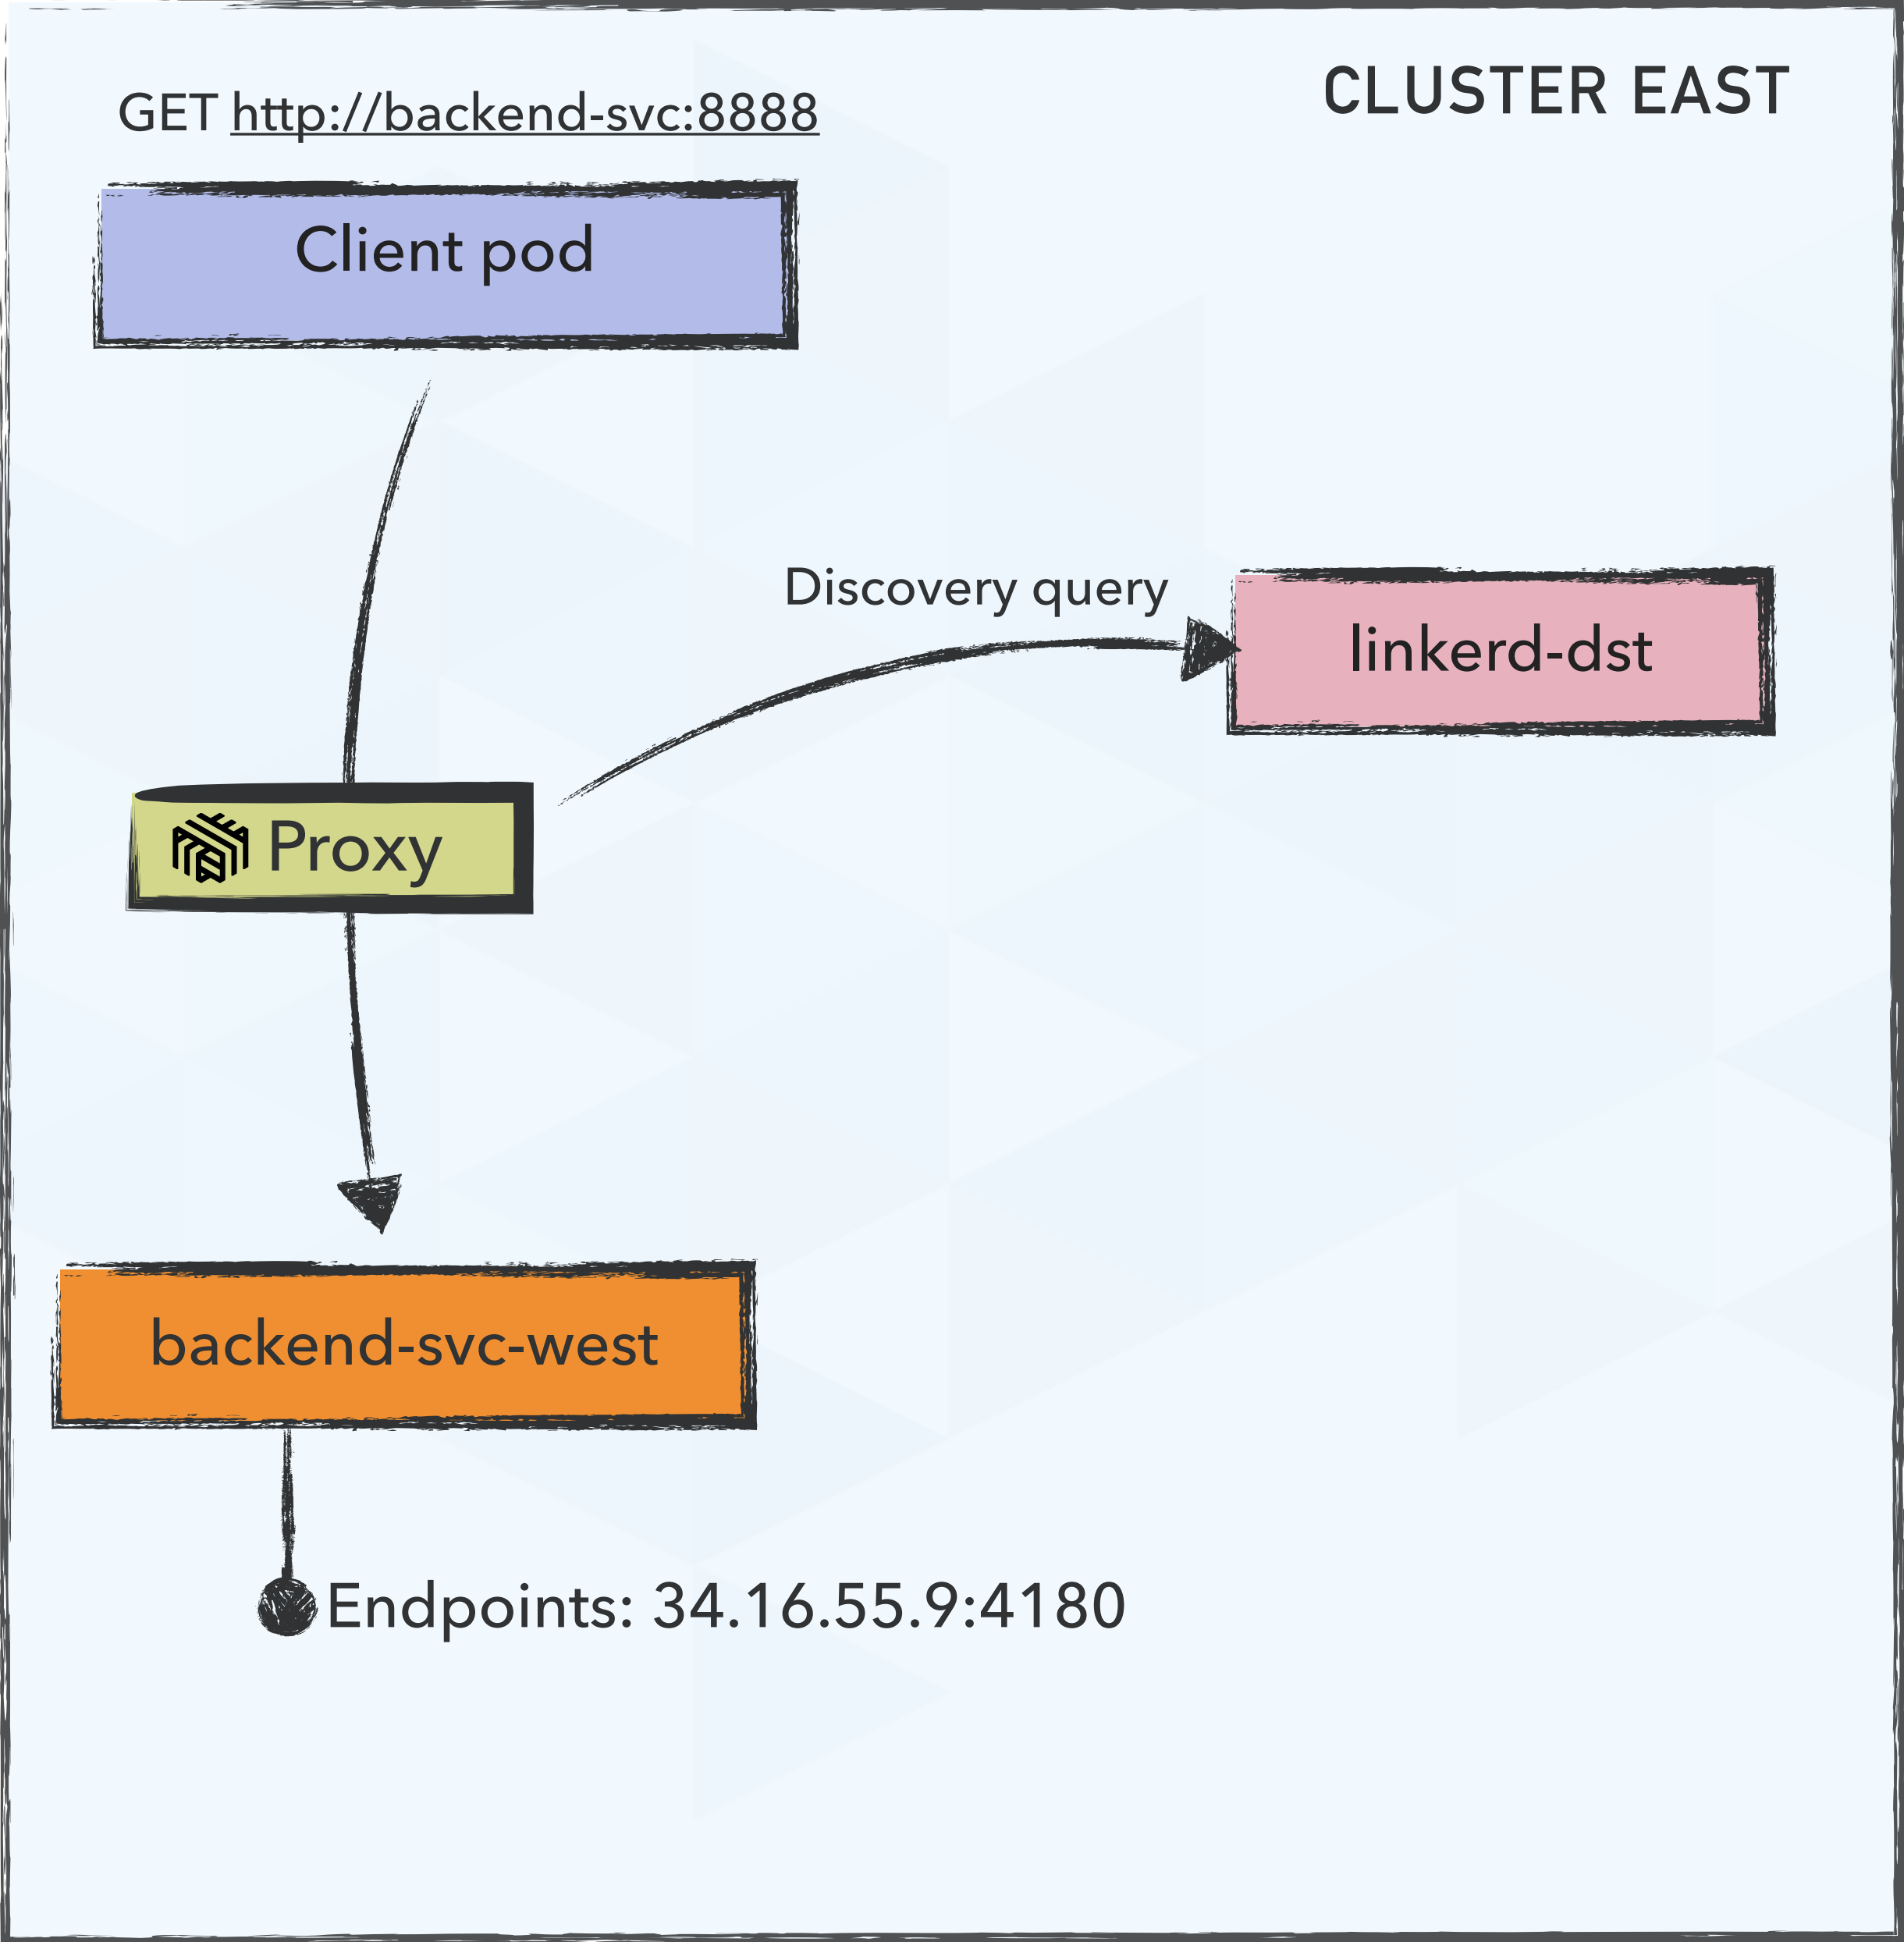 CLUSTER EAST
GET http://backend-svc:8888
Client pod
Discovery query
linkerd-dst
Proxy
backend-svc-west
Endpoints: 34.16.55.9:4180